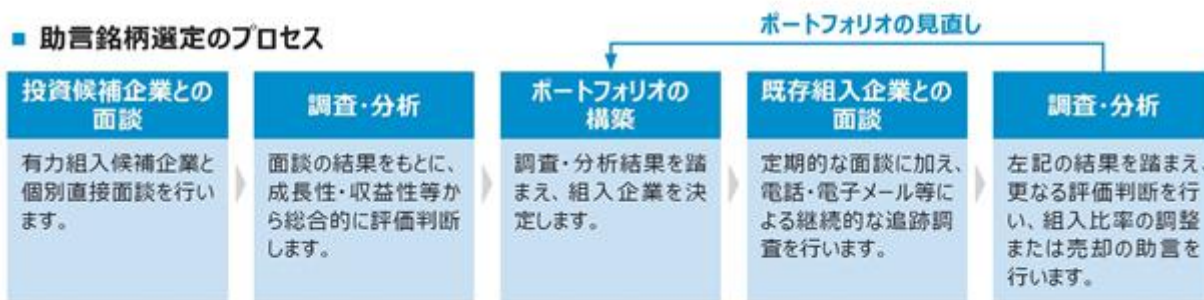 ポートフォリオの見直し
■ 助言銘柄選定のプロセス
投資候補企業との
面談
有力組入候補企業と
個別直接面談を行い
ます。
調査・分析
面談の結果をもとに、
成長性・収益性等か
ら総合的に評価判断
します。
ポートフォリオの
構築
調査・分析結果を踏
まえ、組入企業を決
定します。
既存組入企業との
面談
定期的な面談に加え、
電話・電子メール等に
よる継続的な追跡調
査を行います。
調査・分析
左記の結果を踏まえ、
更なる評価判断を行
い、組入比率の調整
または売却の助言を
行います。